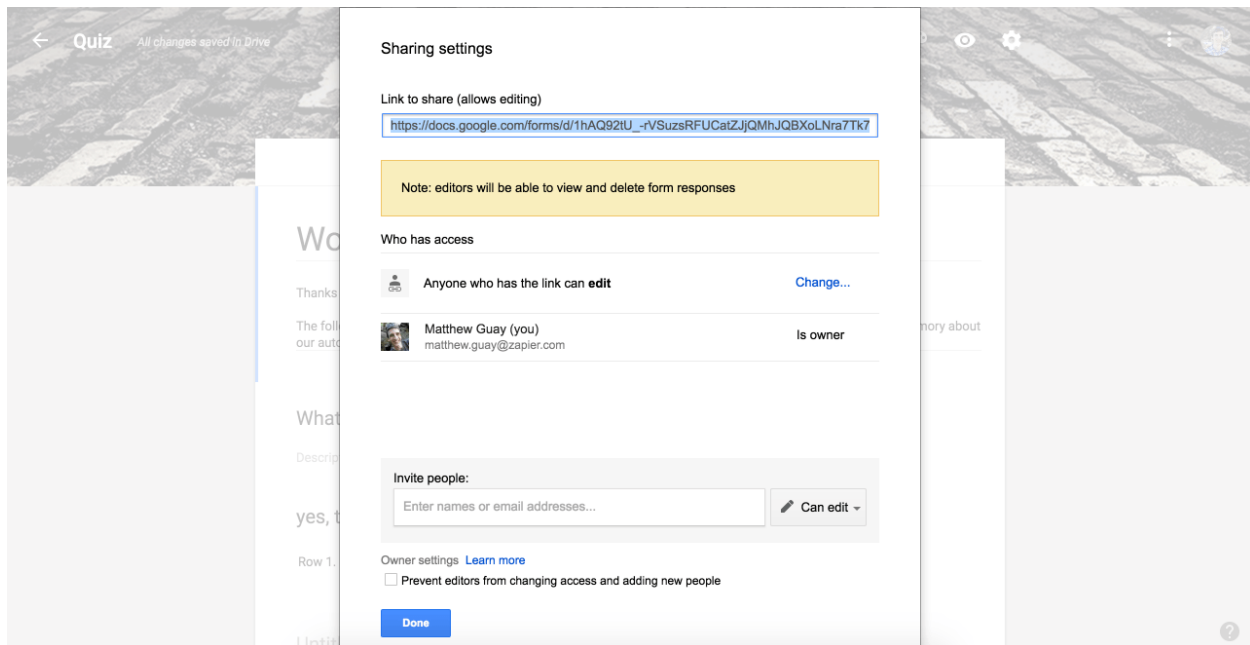 Quiz All changes saved in Drive
Sharing settings
Link to share (allows editing)
https://docs.google.com/forms/d/1hAQ92tU_-rVSuzsRFUCatZJjQMhJQBXoLNra7Tk7
Note: editors will be able to view and delete form responses
Who has access
Anyone who has the link can edit Change...
Matthew Guay (you)
matthew.guay@zapier.com
Is owner
Thanks
The foll
our auto
mory about
What
Descrip
Invite people:
Enter names or email addresses... Can edit
yes, t
Row 1.
Owner settings Learn more
Prevent editors from changing access and adding new people
Done